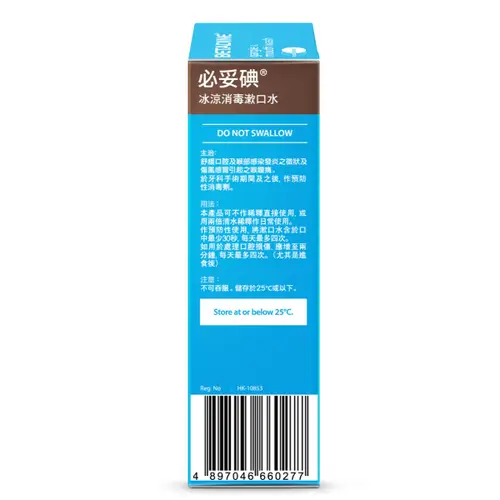 BETADINE®
必妥碘®
冰涼消毒漱口水
DO NOT SWALLOW
主治:
舒緩口腔及喉部感染發炎之徵狀及
傷風感冒引起之喉嚨痛。
於牙科手術期間及之後, 作預防
性消毒劑。
用法:
本產品可不作稀釋直接使用, 或
用兩倍清水稀釋作日常使用。
作預防性使用, 將漱口水含於口
中最少30秒, 每天最多四次。
如用於處理口腔損傷, 應增至兩
分鐘, 每天最多四次。(尤其是進
食後)
注意:
不可吞嚥。儲存於25℃或以下。
Store at or below 25°C.
Reg. No : HK-10853
4 897046 660277